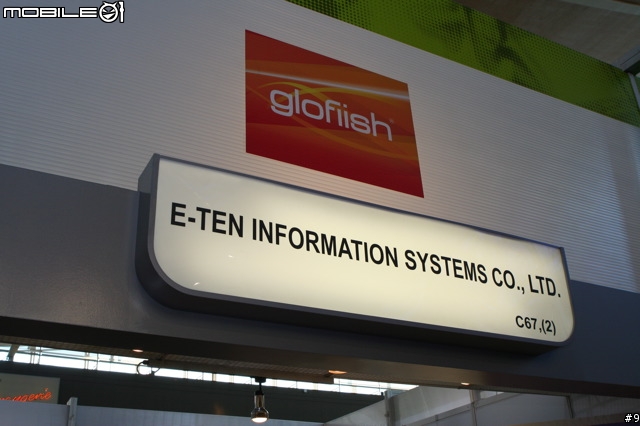 MOBILE01
glofiish
E-TEN INFORMATION SYSTEMS CO., LTD.
C67,(2)
#9